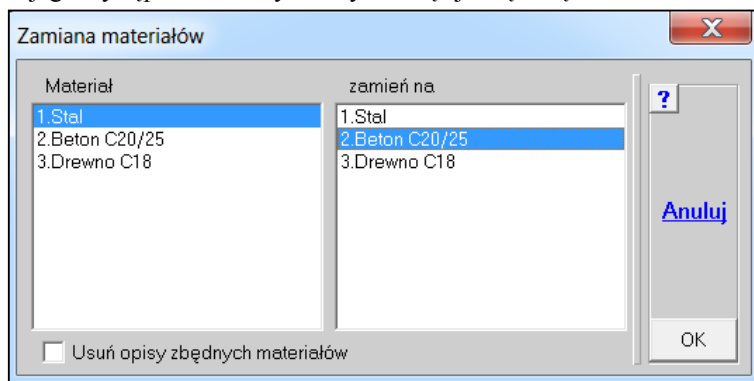 Zamiana materiałów
X
Materiał
zamień na
1.Stal
2.Beton C20/25
3.Drewno C18
1.Stal
2.Beton C20/25
3.Drewno C18
?
Anuluj
OK
Usuń opisy zbędnych materiałów